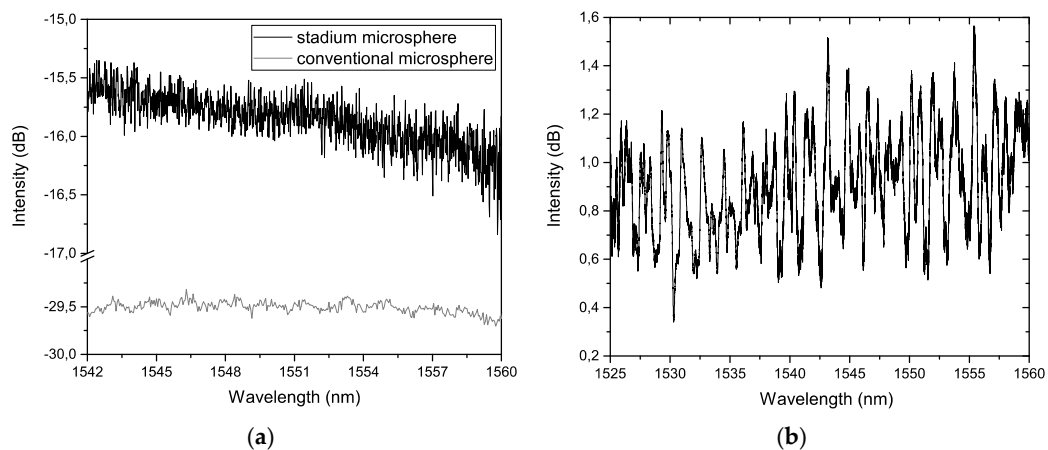 -15,0
-15,5
-16,0
-16,5
-17,0
-29,5
-30,0
Intensity (dB)
stadium microsphere
conventional microsphere
1542 1545 1548 1551 1554 1557 1560
Wavelength (nm)
(a)
1,6
1,4
1,2
1,0
0,8
0,6
0,4
0,2
Intensity (dB)
1525 1530 1535 1540 1545 1550 1555 1560
Wavelength (nm)
(b)